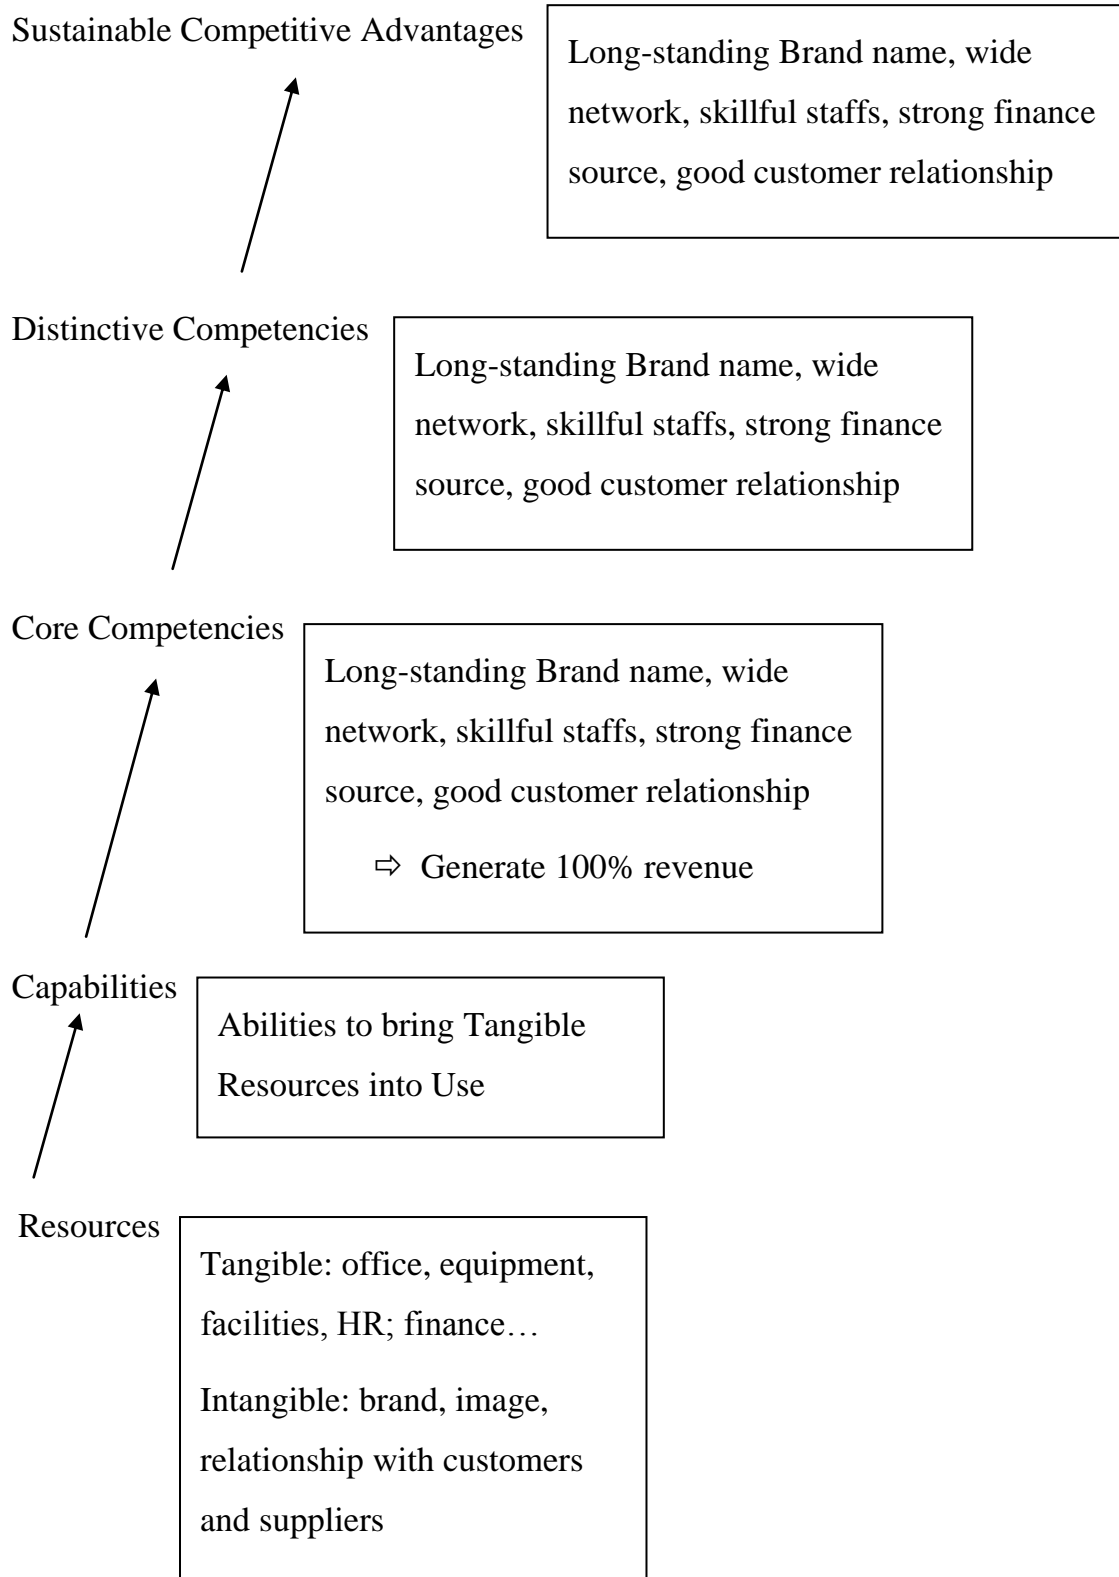 Sustainable Competitive Advantages
Long-standing Brand name, wide
network, skillful staffs, strong finance
source, good customer relationship
Distinctive Competencies
Long-standing Brand name, wide
network, skillful staffs, strong finance
source, good customer relationship
Core Competencies
Long-standing Brand name, wide
network, skillful staffs, strong finance
source, good customer relationship
⇨ Generate 100% revenue
Capabilities
Abilities to bring Tangible
Resources into Use
Resources
Tangible: office, equipment,
facilities, HR; finance…
Intangible: brand, image,
relationship with customers
and suppliers